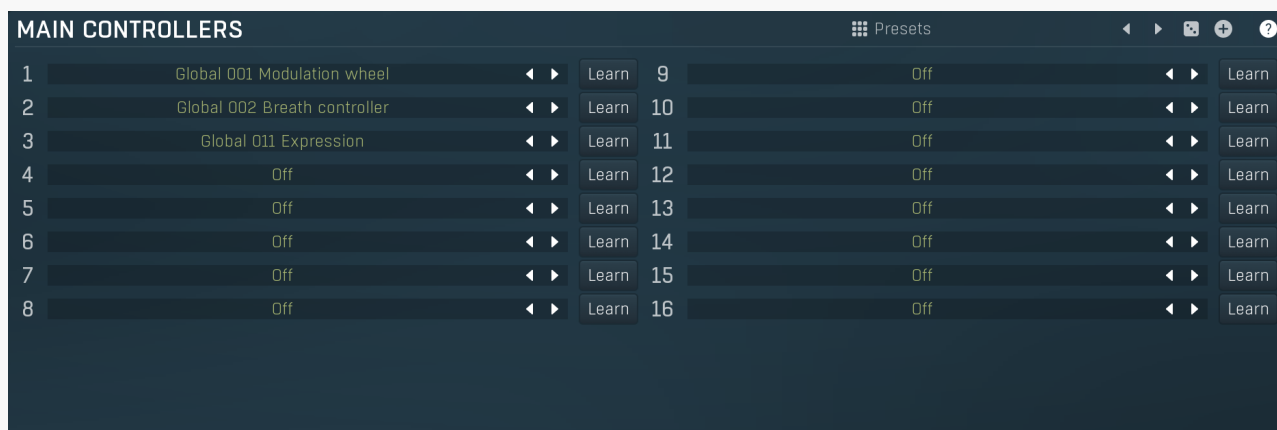 MAIN CONTROLLERS Presets ?
1 Global 001 Modulation wheel Learn 9 Off Learn
2 Global 002 Breath controller Learn 10 Off Learn
3 Global 011 Expression Learn 11 Off Learn
4 Off Learn 12 Off Learn
5 Off Learn 13 Off Learn
6 Off Learn 14 Off Learn
7 Off Learn 15 Off Learn
8 Off Learn 16 Off Learn